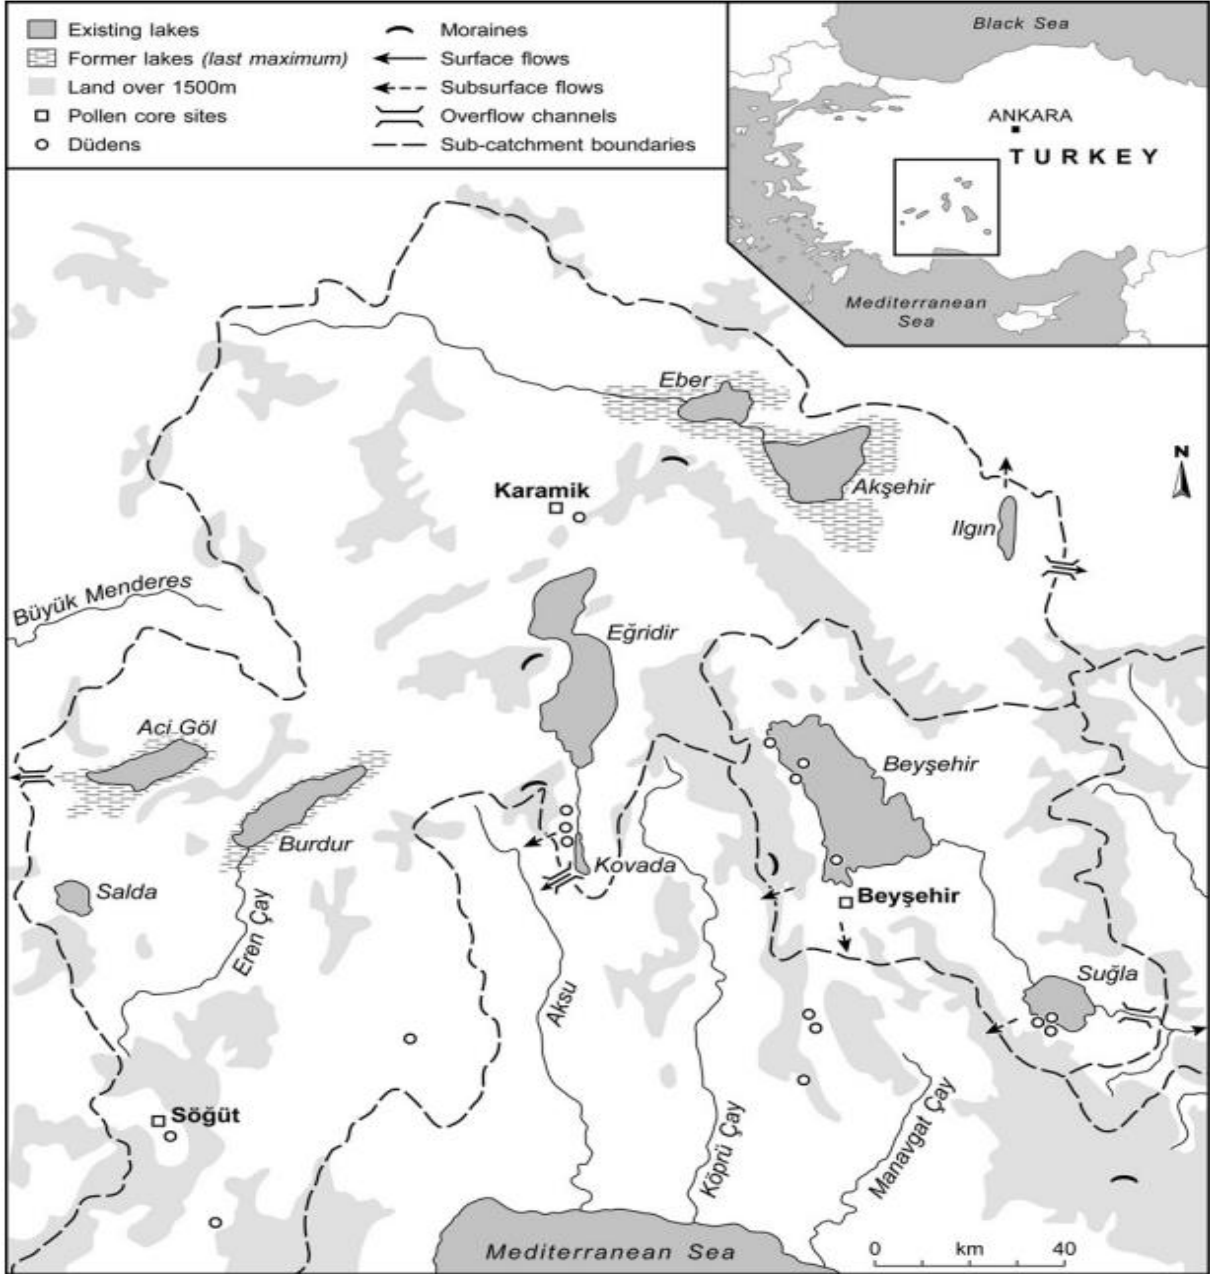 Existing lakes
Former lakes (last maximum)
Land over 1500m
Pollen core sites
Düdens
Moraines
Surface flows
Subsurface flows
Overflow channels
Sub-catchment boundaries
Black Sea
ANKARA
TURKEY
Mediterranean
Sea
Eber
Akşehir
N
Karamik
Ilgın
Büyük Menderes
Eğridir
Aci Göl
Beyşehir
Burdur
Kovada
Salda
Beyşehir
Eren Çay
Suğla
Aksu
Söğüt
Köprü Çay
Manavgat Çay
Mediterranean Sea
0 km 40